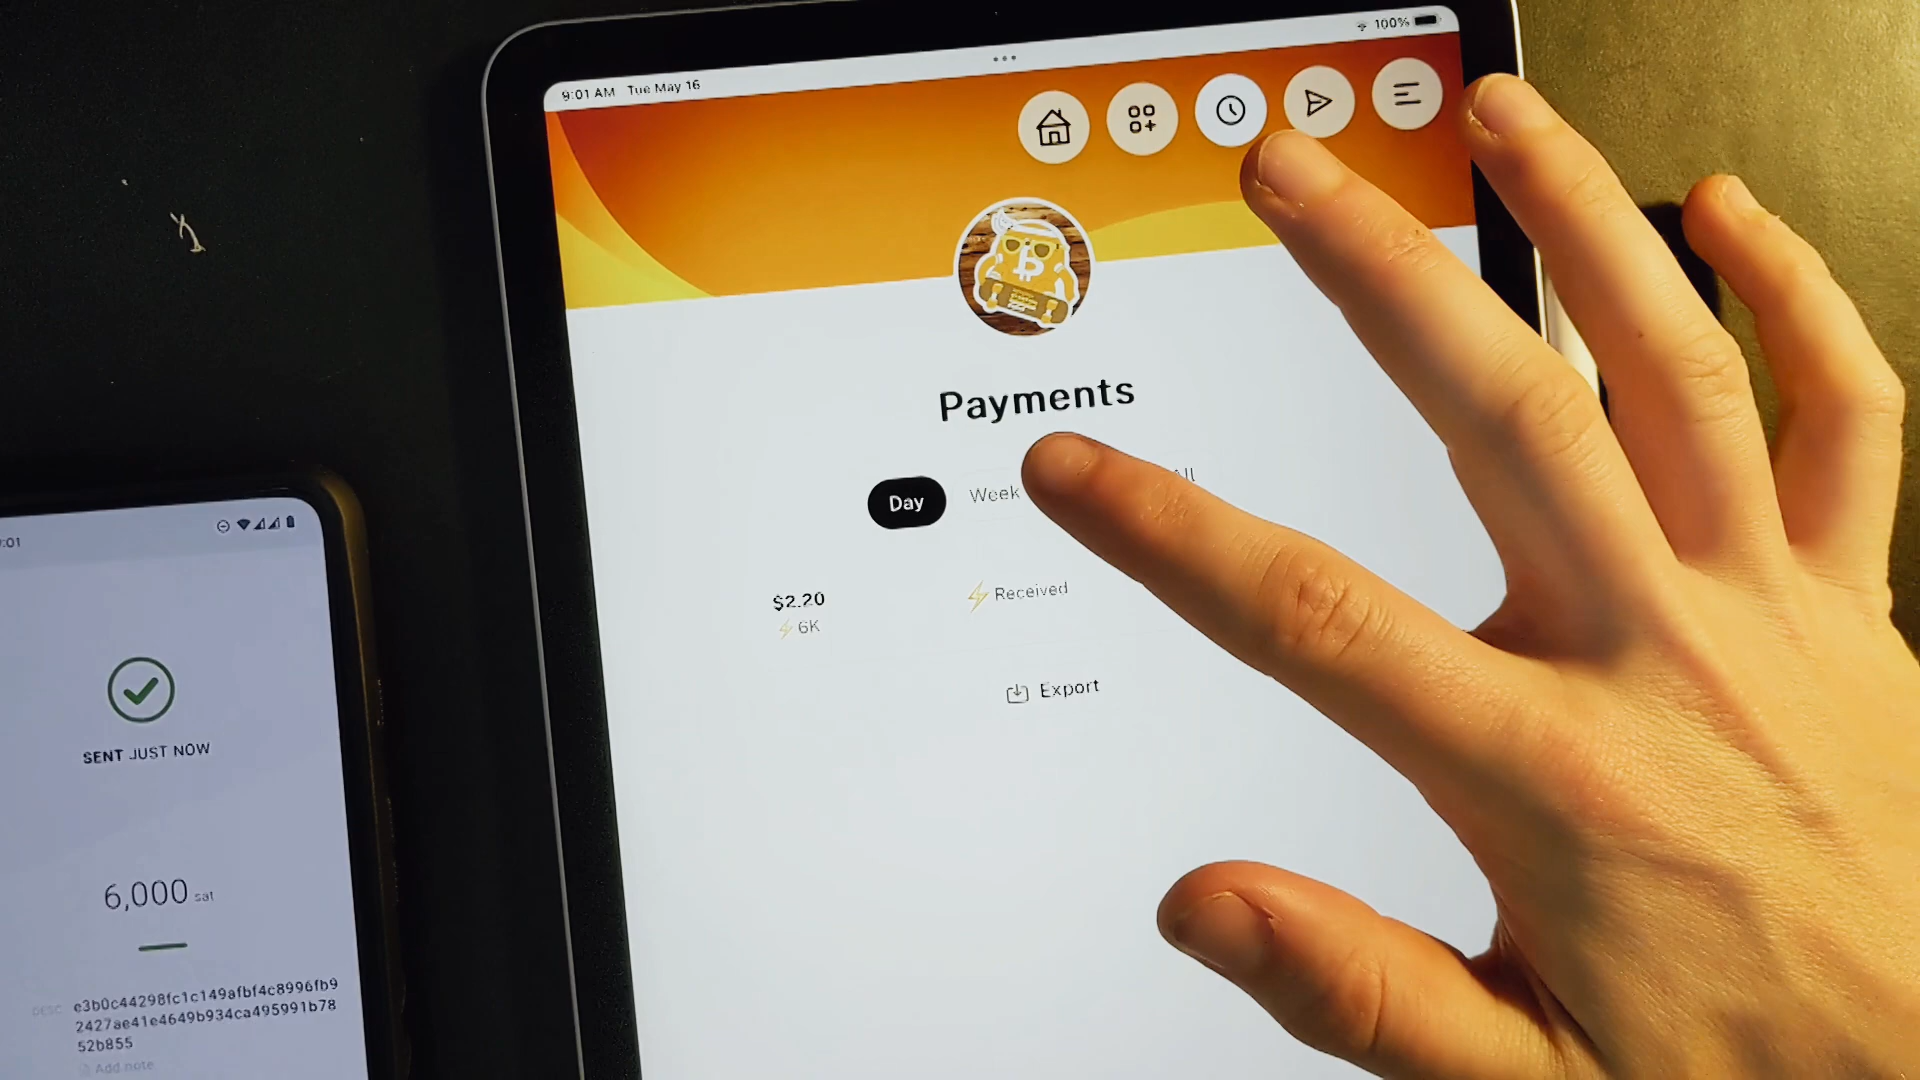 9:01 AM Tue May 16
100%
Payments
Day
Week
All
$2.20
6K
Received
Export
:01
SENT JUST NOW
6,000 sat
DESC e3b0c44298fc1c149afbf4c8996fb9
2427ae41e4649b934ca495991b78
52b855
Add note